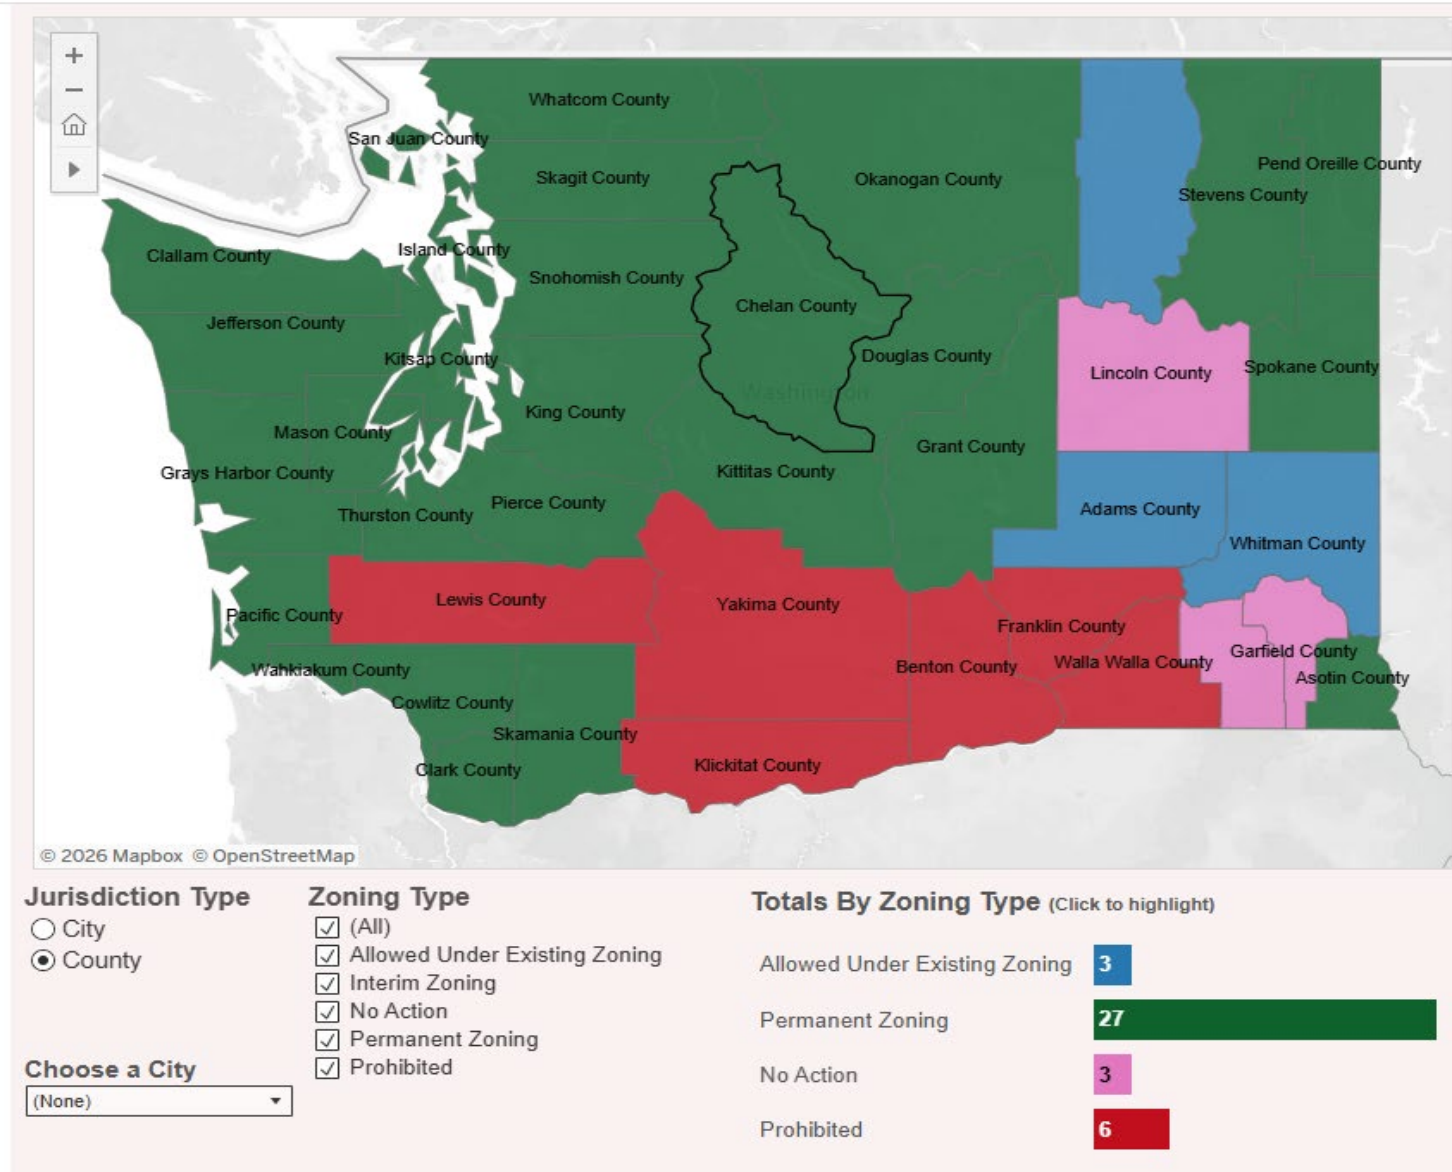 +
−
Whatcom County
San Juan County
Pend Oreille County
Skagit County
Okanogan County
Stevens County
Clallam County
Island County
Snohomish County
Chelan County
Jefferson County
Kitsap County
Douglas County
Lincoln County
Spokane County
Washington
King County
Mason County
Grant County
Grays Harbor County
Kittitas County
Pierce County
Thurston County
Adams County
Whitman County
Lewis County
Yakima County
Pacific County
Franklin County
Garfield County
Walla Walla County
Benton County
Wahkiakum County
Asotin County
Cowlitz County
Skamania County
Klickitat County
Clark County
© 2026 Mapbox © OpenStreetMap
Jurisdiction Type
City
County
Choose a City
(None)
Zoning Type
(All)
Allowed Under Existing Zoning
Interim Zoning
No Action
Permanent Zoning
Prohibited
Totals By Zoning Type (Click to highlight)
Allowed Under Existing Zoning 3
Permanent Zoning 27
No Action 3
Prohibited 6